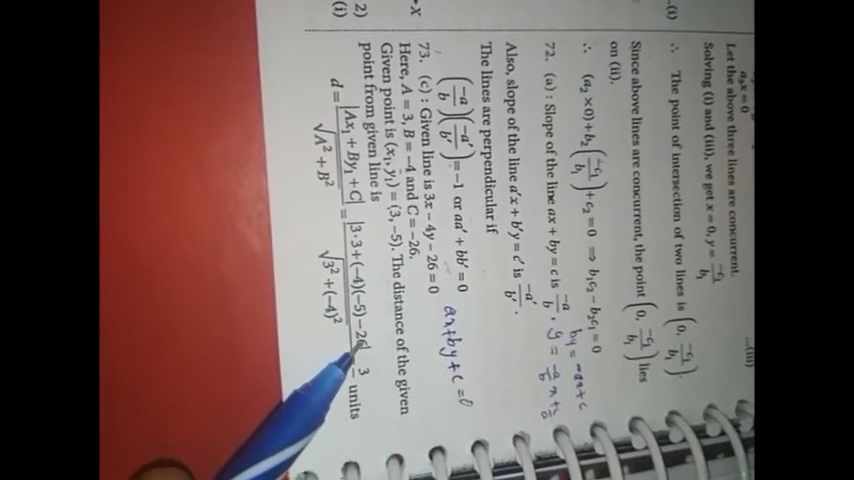 a₃x = 0
...(iii)
Let the above three lines are concurrent.
Solving (i) and (iii), we get x = 0, y = -c₁/b₁
...(i)
∴ The point of intersection of two lines is (0, -c₁/b₁).
Since above lines are concurrent, the point (0, -c₁/b₁) lies
on (ii).
∴ (a₂ × 0) + b₂(-c₁/b₁) + c₂ = 0 ⇒ b₁c₂ - b₂c₁ = 0
by = -ax + c
72. (a) : Slope of the line ax + by = c is -a/b, y = -a/b x + c/b
Also, slope of the line a′x + b′y = c′ is -a′/b′.
The lines are perpendicular if
(-a/b)(-a′/b′) = -1 or aa′ + bb′ = 0
ax + by + c = 0
73. (c) : Given line is 3x - 4y - 26 = 0
Here, A = 3, B = -4 and C = -26.
Given point is (x₁, y₁) = (3, -5). The distance of the given
point from given line is
d = |Ax₁ + By₁ + C|/√A² + B² = |3·3 + (-4)(-5) - 26|/√3² + (-4)² 3 units
X
2)
(i)